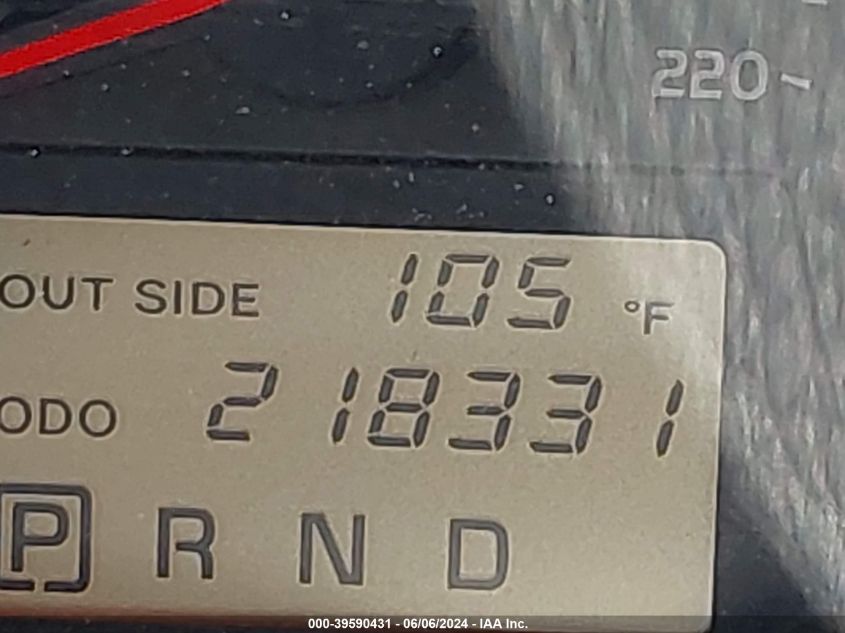 220
OUT SIDE 105 °F
ODO 218331
P R N D
000-39590431 - 06/06/2024 - IAA Inc.